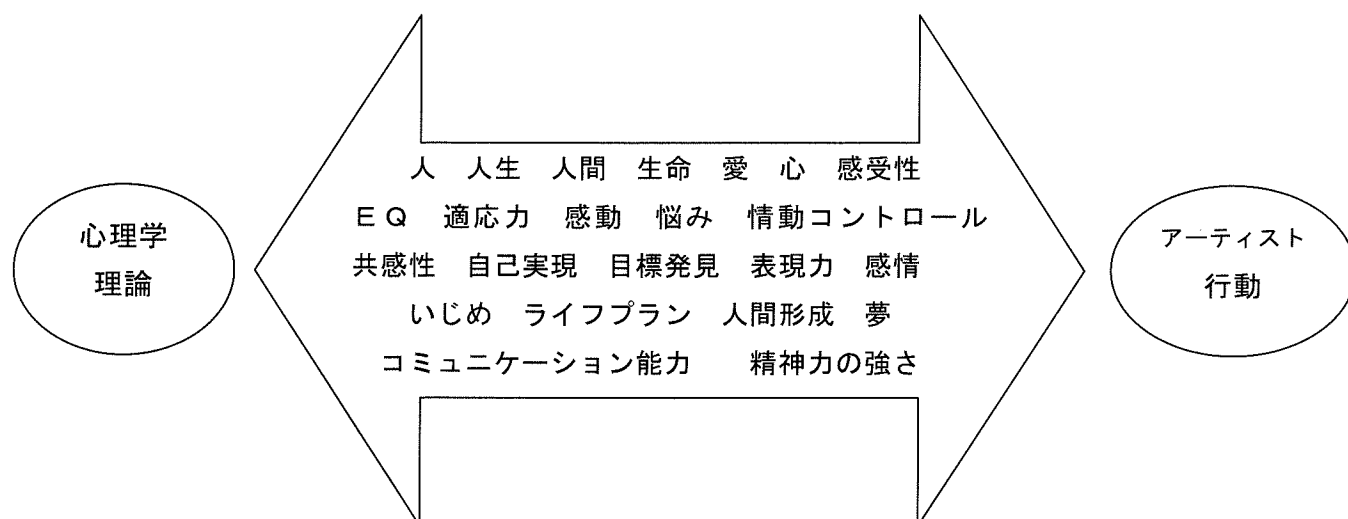 心理学
理論
人 人生 人間 生命 愛 心 感受性
ＥＱ 適応力 感動 悩み 情動コントロール
共感性 自己実現 目標発見 表現力 感情
いじめ ライフプラン 人間形成 夢
コミュニケーション能力 精神力の強さ
アーティスト
行動